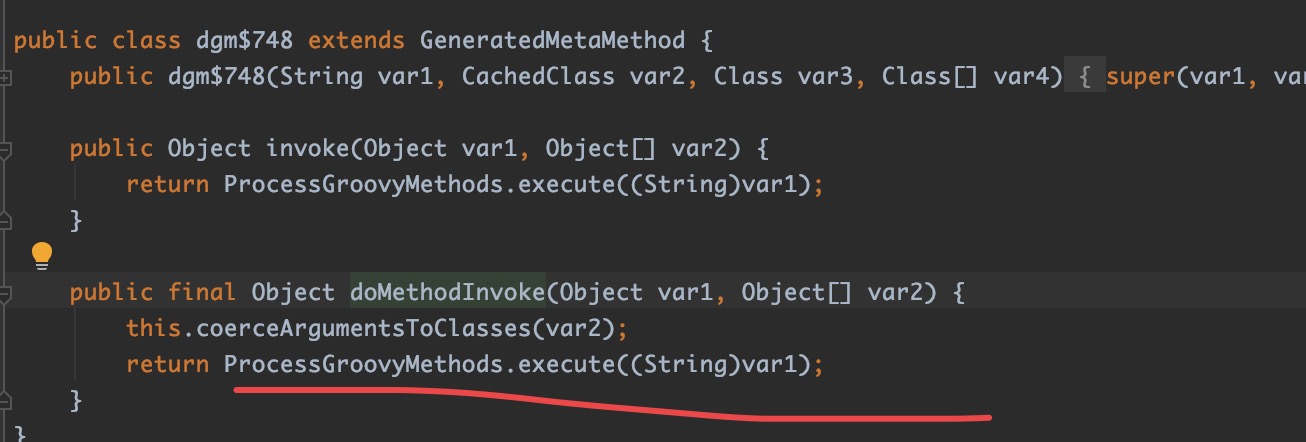 public class dgm$748 extends GeneratedMetaMethod {
public dgm$748(String var1, CachedClass var2, Class var3, Class[] var4) { super(var1, va
public Object invoke(Object var1, Object[] var2) {
return ProcessGroovyMethods.execute((String)var1);
}
public final Object doMethodInvoke(Object var1, Object[] var2) {
this.coerceArgumentsToClasses(var2);
return ProcessGroovyMethods.execute((String)var1);
}
}